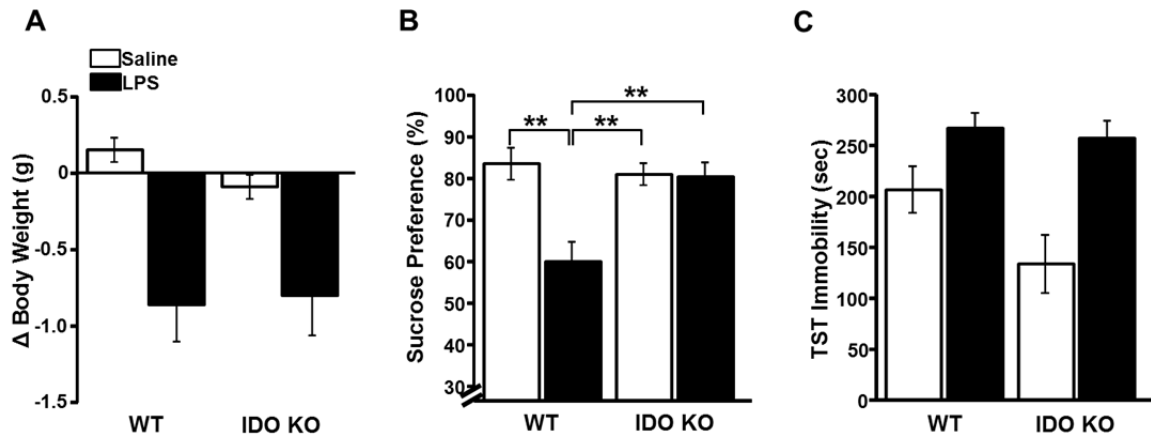 A
Saline
LPS
0.5
0
-0.5
-1.0
-1.5
Δ Body Weight (g)
WT IDO KO
B
** ** **
100
90
80
70
60
50
40
30
Sucrose Preference (%)
WT IDO KO
C
300
250
200
150
100
50
0
TST Immobility (sec)
WT IDO KO